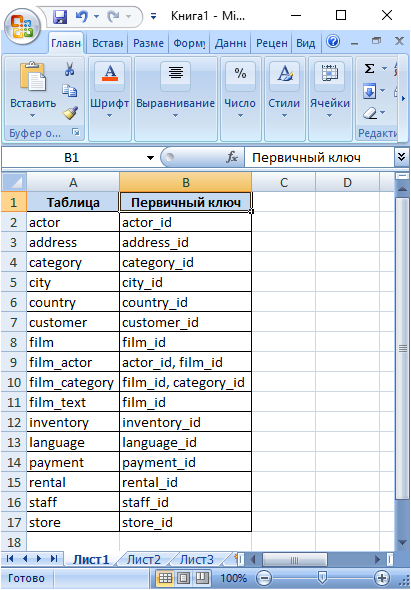 Книга1 - Mi...
Главн Встави Разме Форму Данны Рецен Вид
Вставить
Шрифт
Выравнивание
Число
Стили
Ячейки
Буфер о...
Редакти
B1
fx
Первичный ключ
A B C D
1 Таблица Первичный ключ
2 actor actor_id
3 address address_id
4 category category_id
5 city city_id
6 country country_id
7 customer customer_id
8 film film_id
9 film_actor actor_id, film_id
10 film_category film_id, category_id
11 film_text film_id
12 inventory inventory_id
13 language language_id
14 payment payment_id
15 rental rental_id
16 staff staff_id
17 store store_id
18
Лист1 Лист2 Лист3
Готово 100%